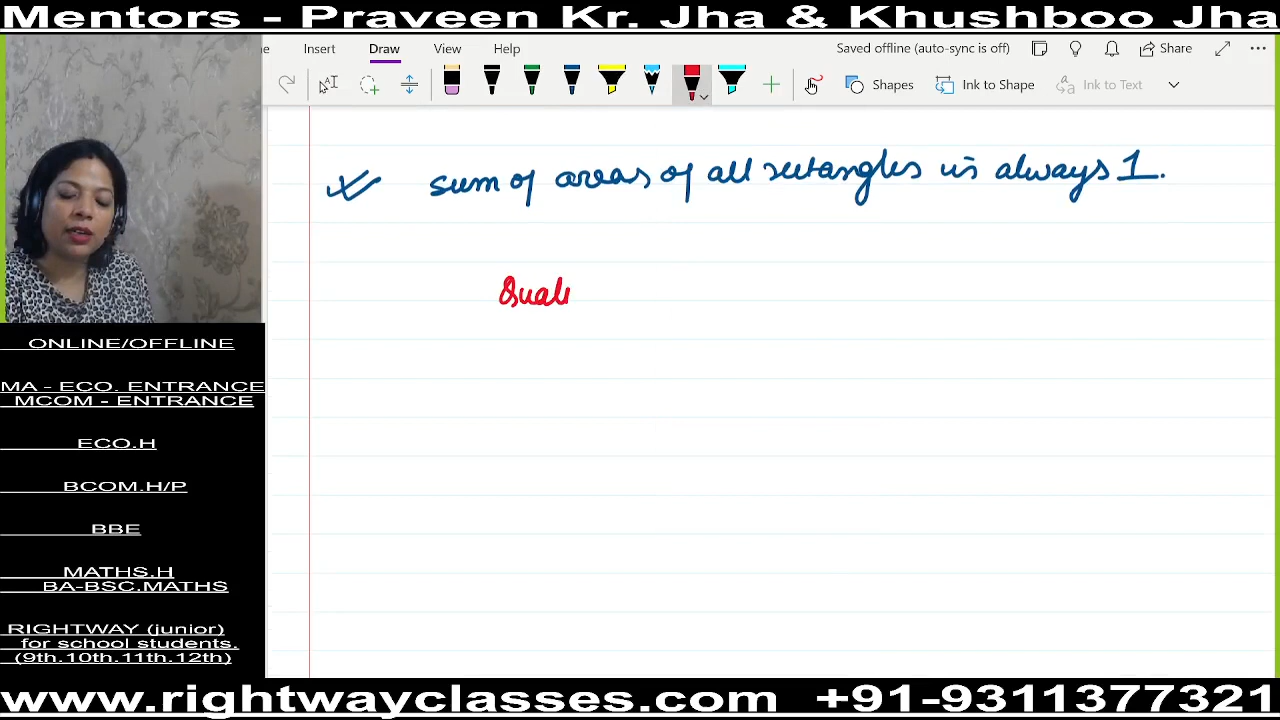 Mentors - Praveen Kr. Jha & Khushboo Jha
Insert Draw View Help
Saved offline (auto-sync is off) Share
Shapes Ink to Shape Ink to Text
sum of areas of all rectangles is always 1.
Quali
ONLINE/OFFLINE
MA - ECO. ENTRANCE
MCOM - ENTRANCE
ECO.H
BCOM.H/P
BBE
MATHS.H
BA-BSC.MATHS
RIGHTWAY (junior)
for school students.
(9th.10th.11th.12th)
www.rightwayclasses.com +91-9311377321